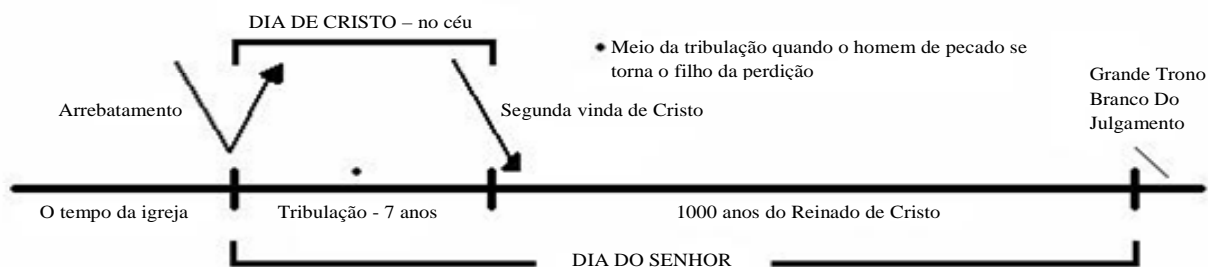 DIA DE CRISTO – no céu
• Meio da tribulação quando o homem de pecado se
torna o filho da perdição
Grande Trono
Branco Do
Julgamento
Arrebatamento
Segunda vinda de Cristo
O tempo da igreja
Tribulação - 7 anos
1000 anos do Reinado de Cristo
DIA DO SENHOR